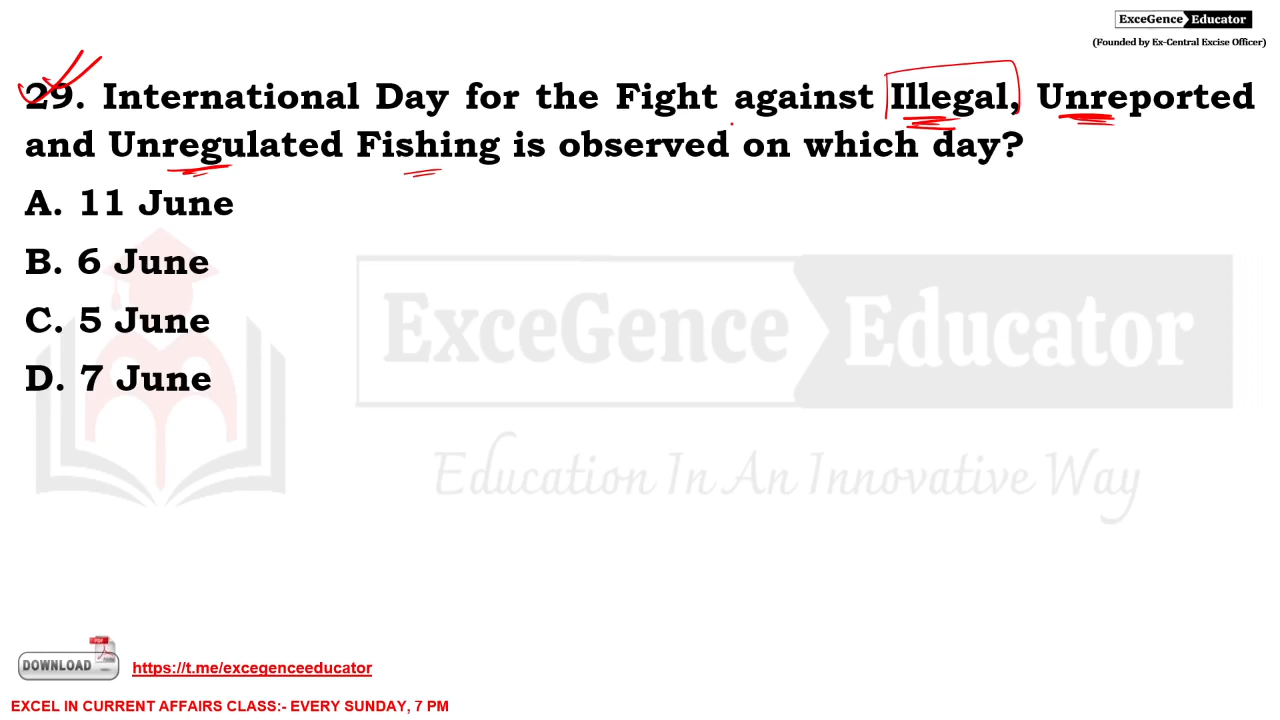 ExceGence Educator
(Founded by Ex-Central Excise Officer)
29. International Day for the Fight against Illegal, Unreported
and Unregulated Fishing is observed on which day?
A. 11 June
B. 6 June
C. 5 June
D. 7 June
ExceGence Educator
Education In An Innovative Way
PDF
DOWNLOAD
https://t.me/excegenceeducator
EXCEL IN CURRENT AFFAIRS CLASS:- EVERY SUNDAY, 7 PM